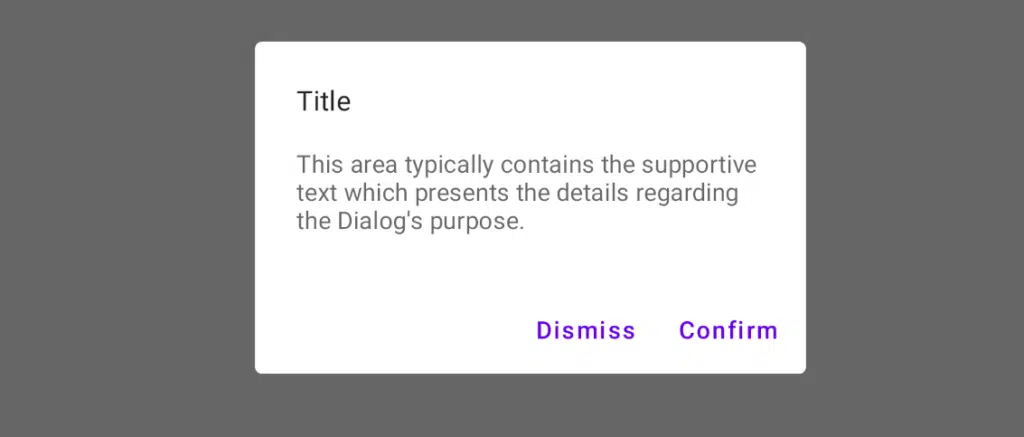 Title
This area typically contains the supportive
text which presents the details regarding
the Dialog's purpose.
Dismiss Confirm